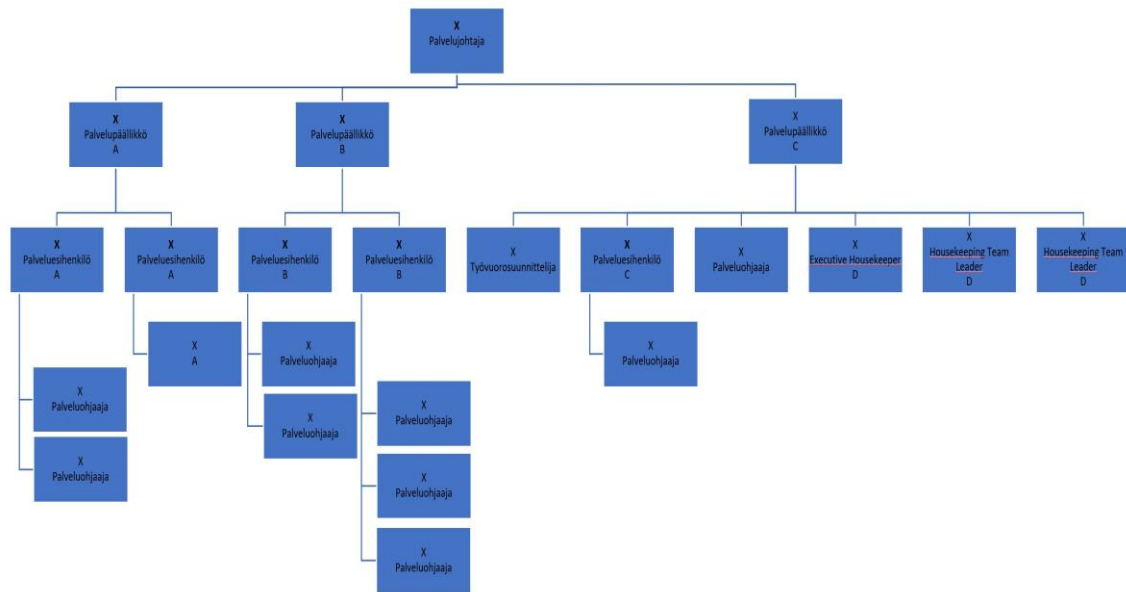 X
Palvelujohtaja
X
Palvelupäällikkö
A
X
Palvelupäällikkö
B
X
Palvelupäällikkö
C
X
Palveluesihenkilö
A
X
Palveluesihenkilö
A
X
Palveluesihenkilö
B
X
Palveluesihenkilö
B
X
Työvuorosuunnittelija
X
Palveluesihenkilö
C
X
Palveluohjaaja
X
Executive Housekeeper
D
X
Housekeeping Team
Leader
D
X
Housekeeping Team
Leader
D
X
Palveluohjaaja
X
Palveluohjaaja
X
A
X
Palveluohjaaja
X
Palveluohjaaja
X
Palveluohjaaja
X
Palveluohjaaja
X
Palveluohjaaja
X
Palveluohjaaja